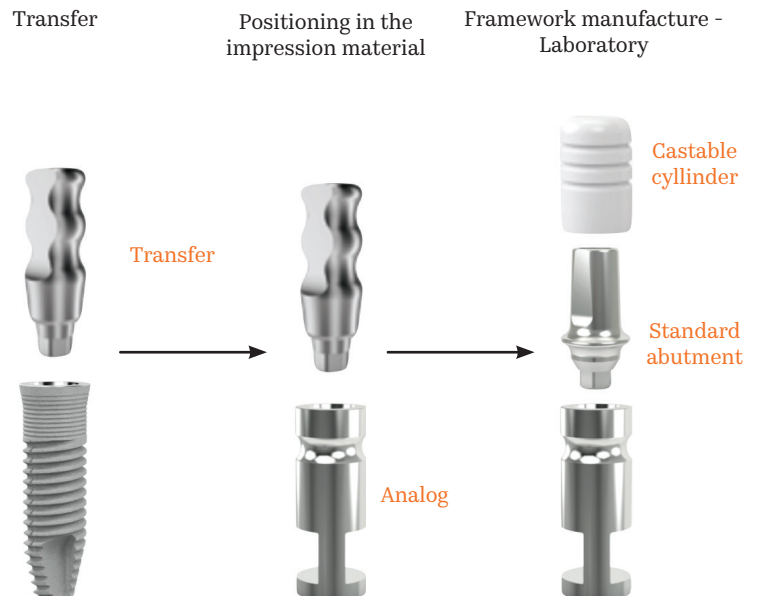 Transfer
Positioning in the
impression material
Framework manufacture -
Laboratory
Castable
cyllinder
Transfer
Standard
abutment
Analog